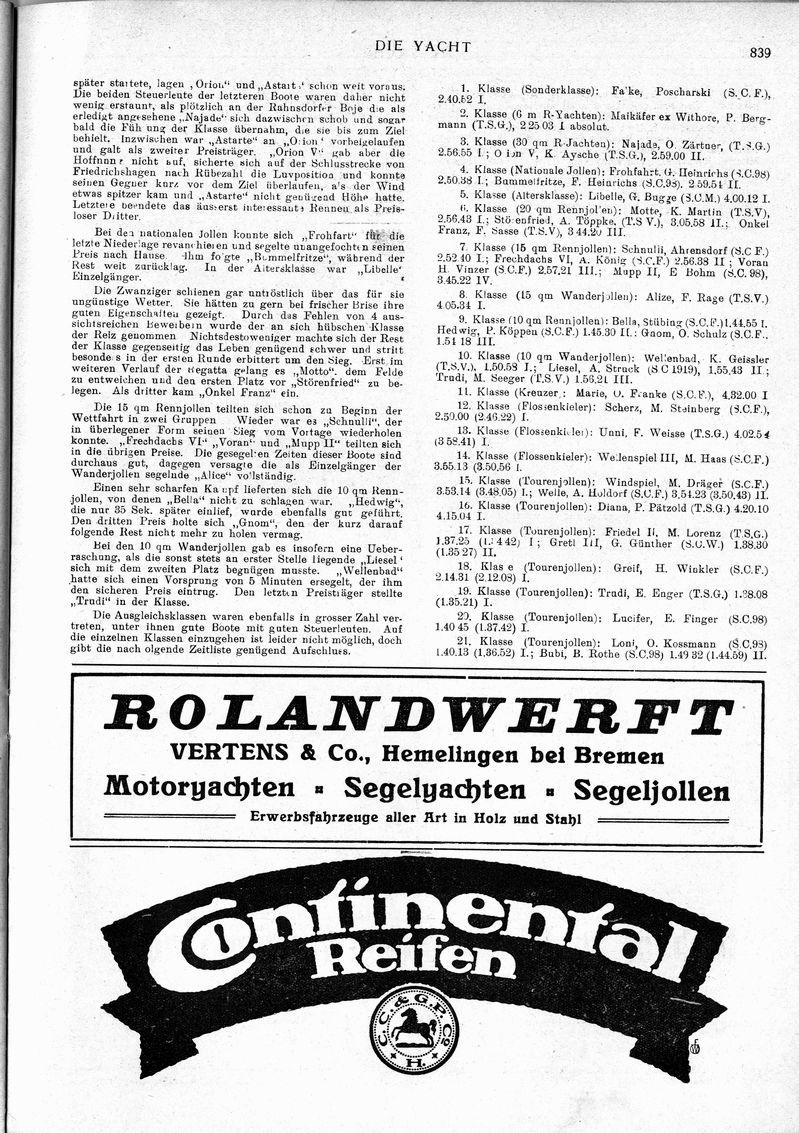 DIE YACHT
839
später startete, lagen „Orion“ und „Astarte“ schon weit voraus.
Die beiden Steuerleute der letzteren Boote waren daher nicht
wenig erstaunt, als plötzlich an der Rahnsdorfer Boje die als
erledigt angesehene „Najade“ sich dazwischen schob und sogar
bald die Führung der Klasse übernahm, die sie bis zum Ziel
behielt. Inzwischen war „Astarte“ an „Orion“ vorbeigelaufen
und galt als zweiter Preisträger. „Orion V“ gab aber die
Hoffnung nicht auf, sicherte sich auf der Schlusstrecke von
Friedrichshagen nach Rübezahl die Luvposition und konnte
seinen Gegner kurz vor dem Ziel überlaufen, als der Wind
etwas spitzer kam und „Astarte“ nicht genügend Höhe hatte.
Letztere beendete das äusserst interessante Rennen als Preis-
loser Dritter.
Bei den nationalen Jollen konnte sich „Frohfart“ für die
letzte Niederlage revanchieren und segelte unangefochten seinen
Preis nach Hause. Ihm folgte „Bummelfritze“, während der
Rest weit zurücklag. In der Altersklasse war „Libelle“
Einzelgänger.
Die Zwanziger schienen gar untröstlich über das für sie
ungünstige Wetter. Sie hätten zu gern bei frischer Brise ihre
guten Eigenschaften gezeigt. Durch das Fehlen von 4 aus-
sichtsreichen Bewerbern wurde der an sich hübschen Klasse
der Reiz genommen Nichtsdestoweniger machte sich der Rest
der Klasse gegenseitig das Leben genügend schwer und stritt
besonders in der ersten Runde erbittert um den Sieg. Erst im
weiteren Verlauf der Regatta gelang es „Motto“. dem Felde
zu entweichen und den ersten Platz vor „Störenfried“ zu be-
legen. Als dritter kam „Onkel Franz“ ein.
Die 15 qm Rennjollen teilten sich schon zu Beginn der
Wettfahrt in zwei Gruppen Wieder war es „Schnulli“, der
in überlegener Form seinen Sieg vom Vortage wiederholen
konnte. „Frechdachs VI“ „Voran“ und „Mupp II“ teilten sich
in die übrigen Preise. Die gesegelten Zeiten dieser Boote sind
durchaus gut, dagegen versagte die als Einzelgänger der
Wanderjollen segelnde „Alice“ vollständig.
Einen sehr scharfen Kampf lieferten sich die 10 qm Renn-
jollen, von denen „Bella“ nicht zu schlagen war. „Hedwig“,
die nur 35 Sek. später einlief, wurde ebenfalls gut geführt.
Den dritten Preis holte sich „Gnom“, den der kurz darauf
folgende Rest nicht mehr zu holen vermag.
Bei den 10 qm Wanderjollen gab es insofern eine Ueber-
raschung, als die sonst stets an erster Stelle liegende „Liesel“
sich mit dem zweiten Platz begnügen musste. „Wellenbad“
hatte sich einen Vorsprung von 5 Minuten ersegelt, der ihm
den sicheren Preis eintrug. Den letzten Preisträger stellte
„Trudi“ in der Klasse.
Die Ausgleichsklassen waren ebenfalls in grosser Zahl ver-
treten, unter ihnen gute Boote mit guten Steuerleuten. Auf
die einzelnen Klassen einzugehen ist leider nicht möglich, doch
gibt die nach olgende Zeitliste genügend Aufschluss.
1. Klasse (Sonderklasse): Falke, Poscharski (S.C.F.),
2.40.52 I.
2. Klasse (6 m R-Yachten): Maikäfer ex Withore, P. Berg-
mann (T.S.G.), 2 25 03 I absolut.
3. Klasse (30 qm R-Jachten): Najade, O. Zärtner, (T.S.G.)
2.56.55 I.; Orion V, K. Aysche (T.S.G.), 2.59.00 II.
4. Klasse (Nationale Jollen): Frohfahrt, G. Heinrichs (S.C.98)
2.50.38 I.; Bummelfritze, F. Heinrichs (S.C.98). 2 59.54 II.
5. Klasse (Altersklasse): Libelle, G. Bugge (S.C.M.) 4.00.12 I.
6. Klasse (20 qm Rennjollen): Motte, K. Martin (T.S.V),
2.56.43 I.; Störenfried, A. Töppke, (T.S V.), 3.05.58 II.; Onkel
Franz, F. Sasse (T.S.V), 3 44.20 III.
7. Klasse (15 qm Rennjollen): Schnulli, Ahrensdorf (S.C F.)
2.52.40 I.; Frechdachs VI, A. König (S.C.F.) 2.56.38 II ; Voran
H. Vinzer (S.C.F.) 2.57,21 III.; Mupp II, E Bohm (S.C. 98),
3.45.22 IV.
8. Klasse (15 qm Wanderjollen): Alize, F. Rage (T.S.V.)
4 05.34 I.
9. Klasse (10 qm Rennjollen): Bella, Stübing (S.C.F.) 1.44.55 I.
Hedwig, P. Köppen (S.C.F.) 1.45.30 II.: Gnom, O. Schulz (S.C.F.,
1.51 18 III.
10. Klasse (10 qm Wanderjollen): Wellenbad, K. Geissler
(T.S.V.), 1.50.58 I.; Liesel, A. Struck (S C 1919), 1.55,43 II.;
Trudi, M. Seeger (T.S.V.) 1.56,21 III.
11. Klasse (Kreuzer): Marie, O. Franke (S.C.F.), 4,32.00 I
12. Klasse (Flossenkieler): Scherz, M. Steinberg (S.C.F.),
2.50.00 (2.46.22) I.
13. Klasse (Flossenkieler): Unni, F. Weisse (T.S.G.) 4.02.54
(3 58.41) I.
14. Klasse (Flossenkieler): Wellenspiel III, M. Haas (S.C.F.)
3.55.13 (3.50,56 I.
15. Klasse (Tourenjollen): Windspiel, M. Dräger (S.C.F.)
3.53.14 (3.48.05) I.; Welle, A. Holdorf (S.C.F.) 3,54.23 (3.50,43) II.
16. Klasse (Tourenjollen): Diana, P. Pätzold (T.S.G.) 4.20.10
4.15.04 I.
17. Klasse (Tourenjollen): Friedel II, M. Lorenz (T.S.G.)
1.37.25 442) I ; Gretl III, G. Günther (S.C.W.) 1.38.30
(1.35 27) II.
18. Klas e (Tourenjollen): Greif, H. Winkler (S.C.F.)
2.14.31 (2.12.08) I.
19. Klasse (Tourenjollen): Trudi, E. Enger (T.S.G.) 1.38.08
(1.35.21) I.
20. Klasse (Tourenjollen): Lucifer, E. Finger (S.C.98)
1.40 45 (1.37.42) I.
21. Klasse (Tourenjollen): Loni, O. Kossmann (S.C.98)
1.40.13 (1,36.52) I.; Bubi, B. Rothe (S.C.98) 1.49 32 (1.44.59) II.
ROLANDWERFT
VERTENS & Co., Hemelingen bei Bremen
Motoryachten ¤ Segelyachten ¤ Segeljollen
Erwerbsfahrzeuge aller Art in Holz und Stahl
Continental
Reifen
C.C.&G.P.Co.
H.